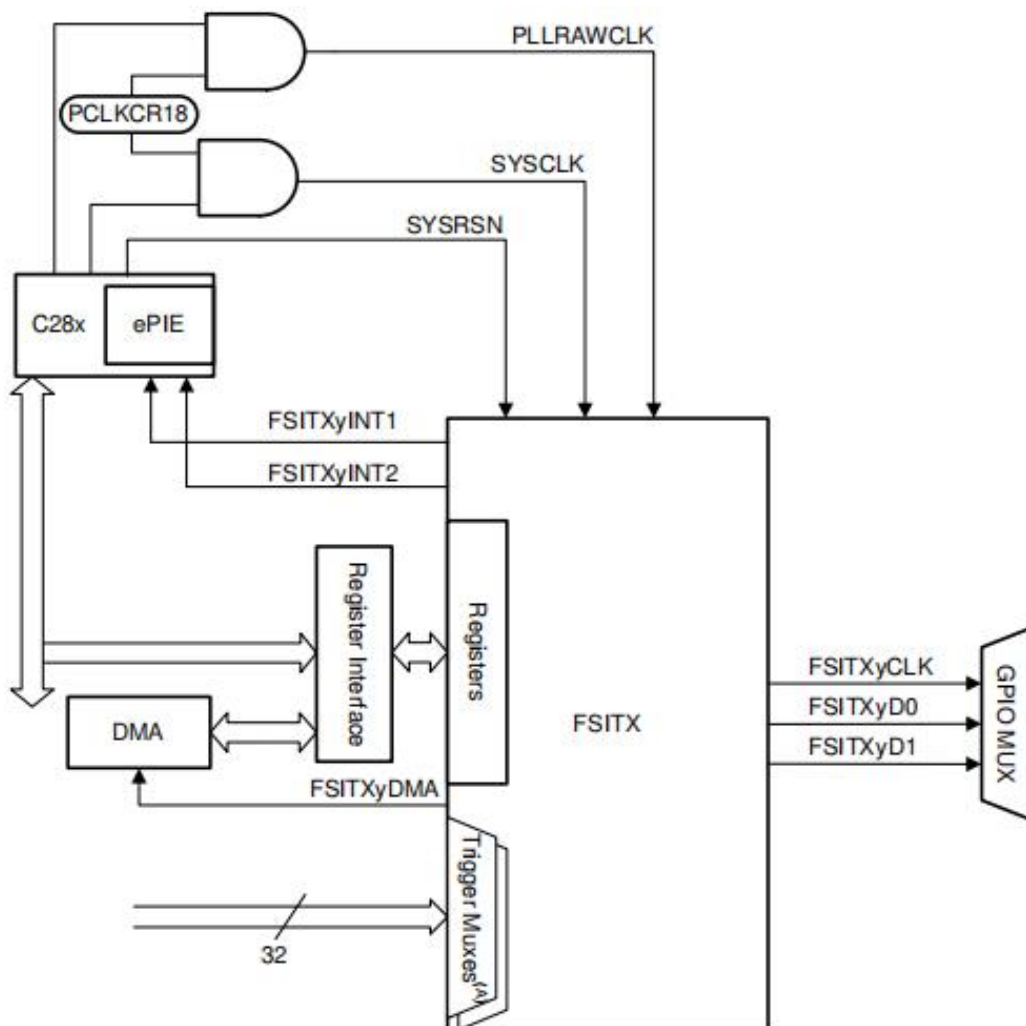 PLLRAWCLK
PCLKCR18
SYSCLK
SYSRSN
C28x
ePIE
FSITXyINT1
FSITXyINT2
Register Interface
Registers
FSITXyCLK
FSITXyD0
FSITXyD1
GPIO MUX
FSITX
DMA
FSITXyDMA
Trigger Muxes(A)
32